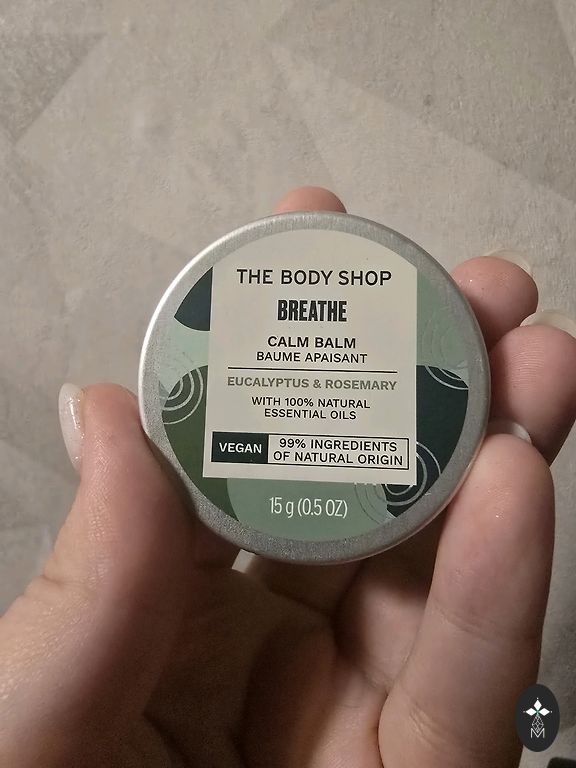 THE BODY SHOP
BREATHE
CALM BALM
BAUME APAISANT
EUCALYPTUS & ROSEMARY
WITH 100% NATURAL
ESSENTIAL OILS
VEGAN 99% INGREDIENTS
OF NATURAL ORIGIN
15 g (0.5 OZ)